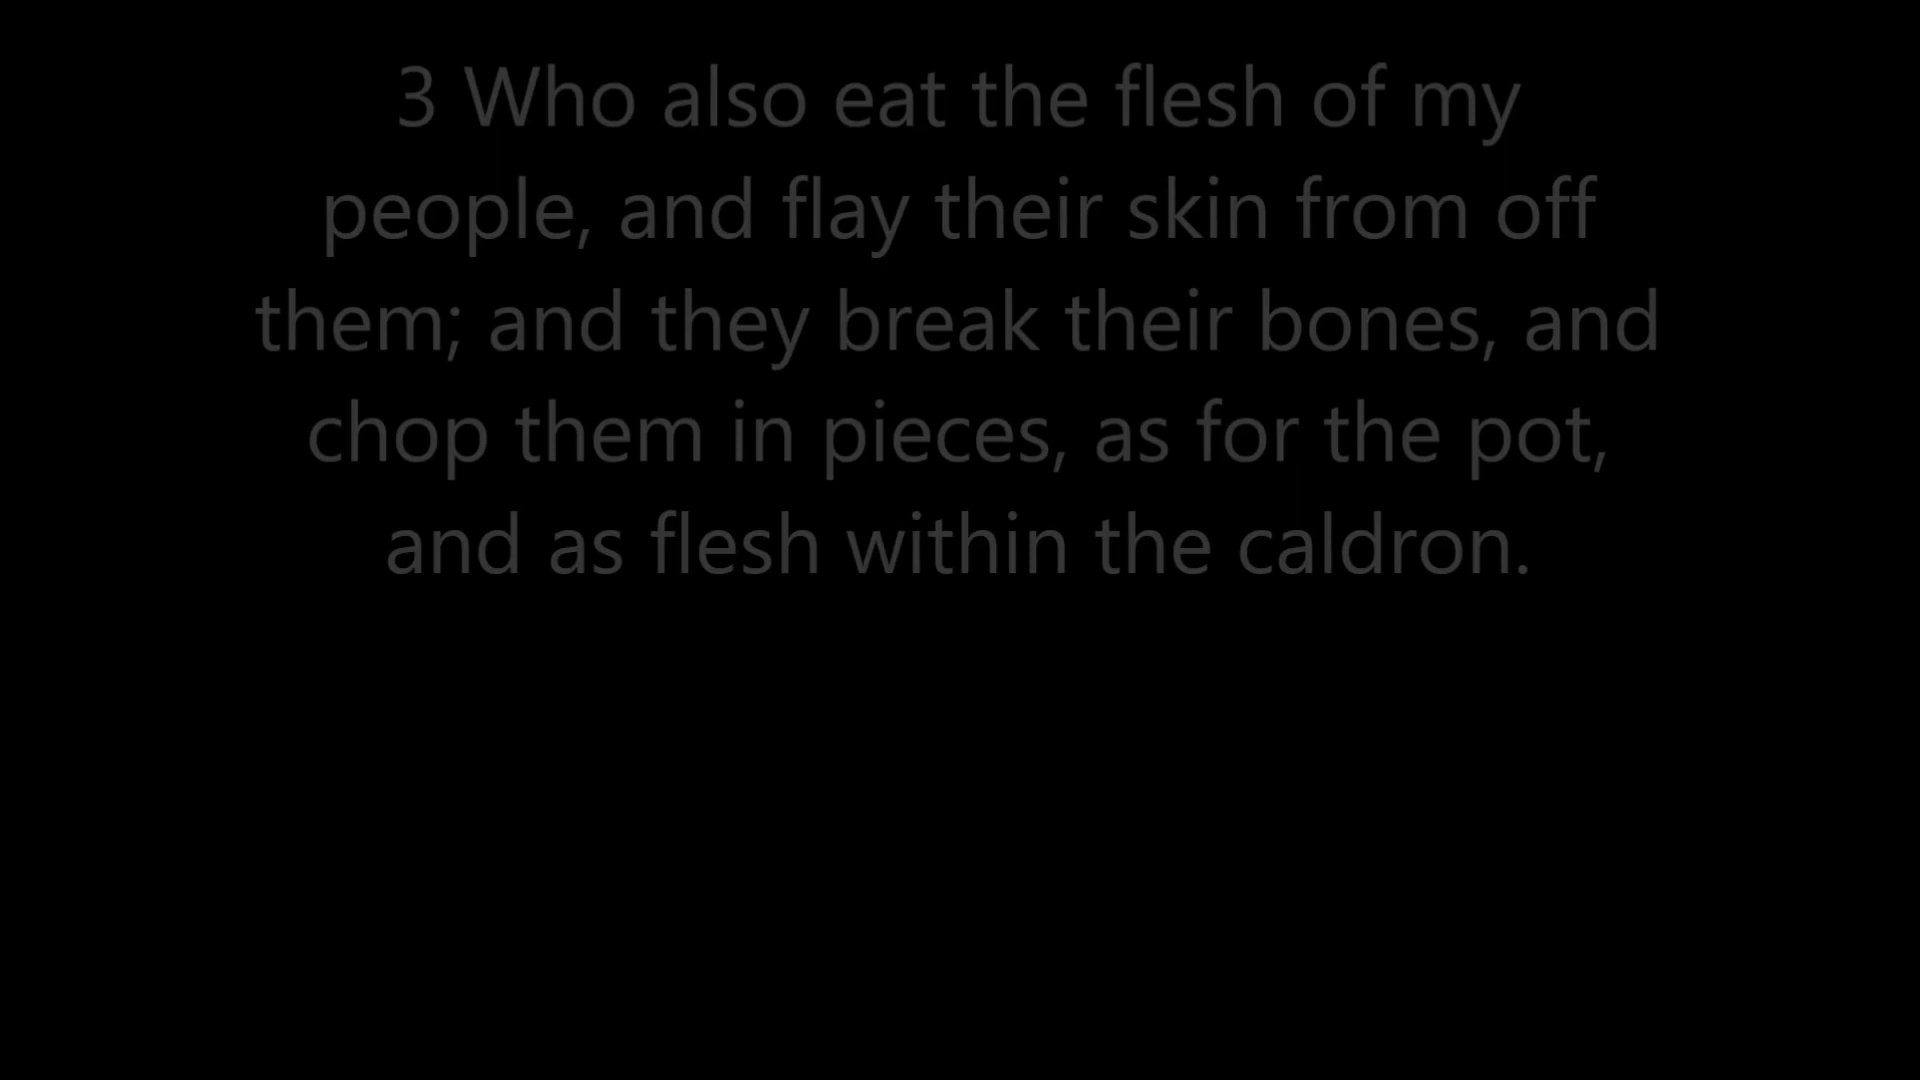 3 Who also eat the flesh of my
people, and flay their skin from off
them; and they break their bones, and
chop them in pieces, as for the pot,
and as flesh within the caldron.